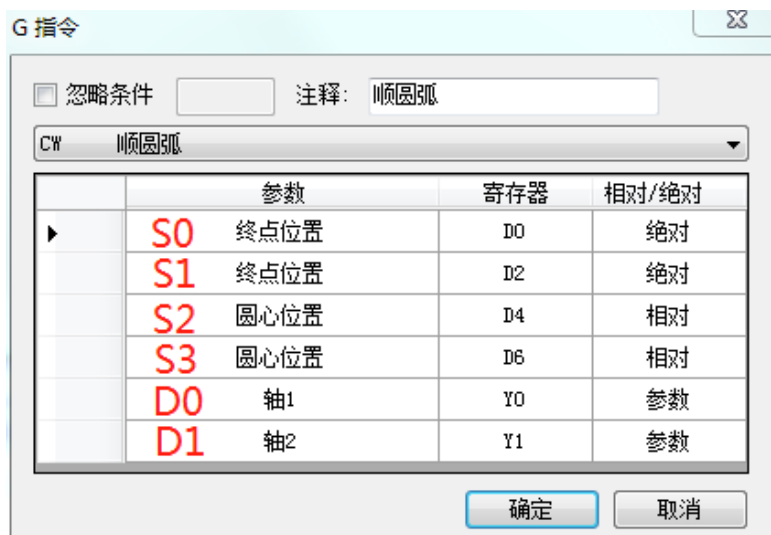 G 指令
忽略条件 注释: 顺圆弧
CW 顺圆弧
参数 寄存器 相对/绝对
S0 终点位置 D0 绝对
S1 终点位置 D2 绝对
S2 圆心位置 D4 相对
S3 圆心位置 D6 相对
D0 轴1 Y0 参数
D1 轴2 Y1 参数
确定 取消